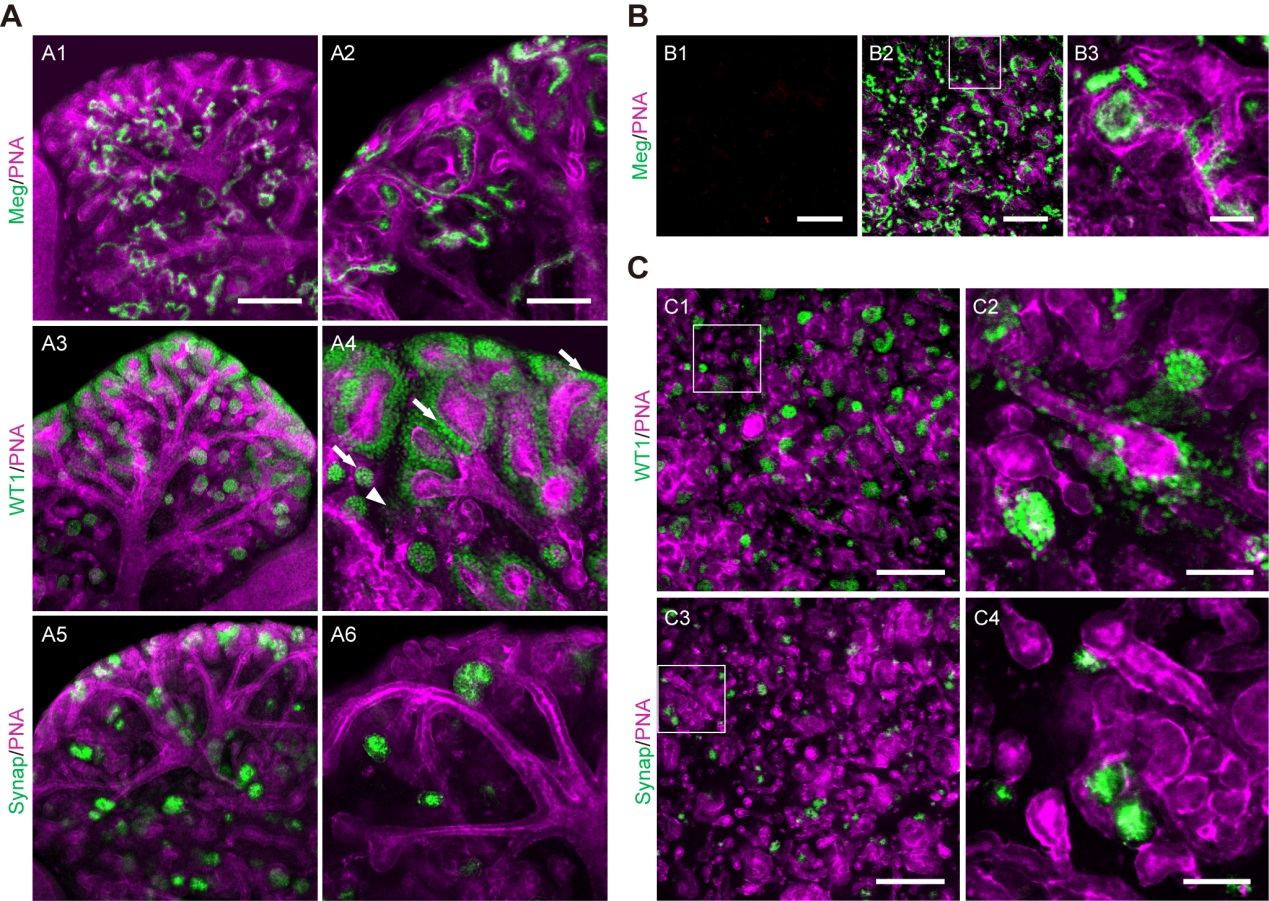 A
B
A1
A2
B1
B2
B3
Meg/PNA
Meg/PNA
C
A3
A4
C1
C2
WT1/PNA
WT1/PNA
A5
A6
C3
C4
Synap/PNA
Synap/PNA